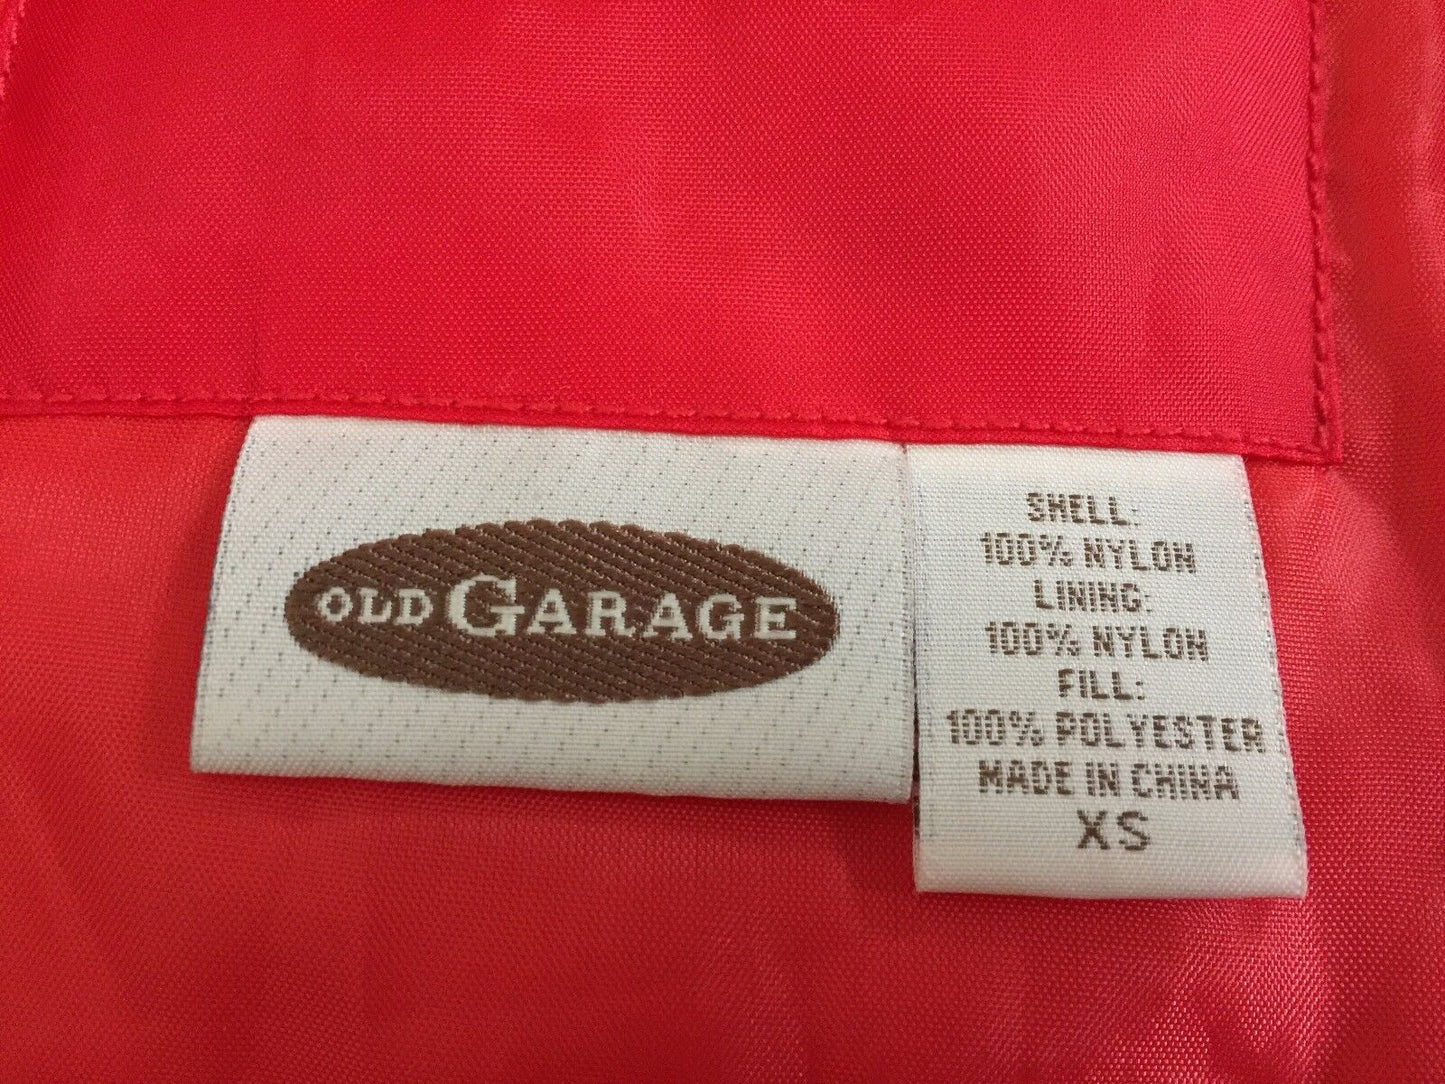 OLD GARAGE
SHELL:
100% NYLON
LINING:
100% NYLON
FILL:
100% POLYESTER
MADE IN CHINA
XS